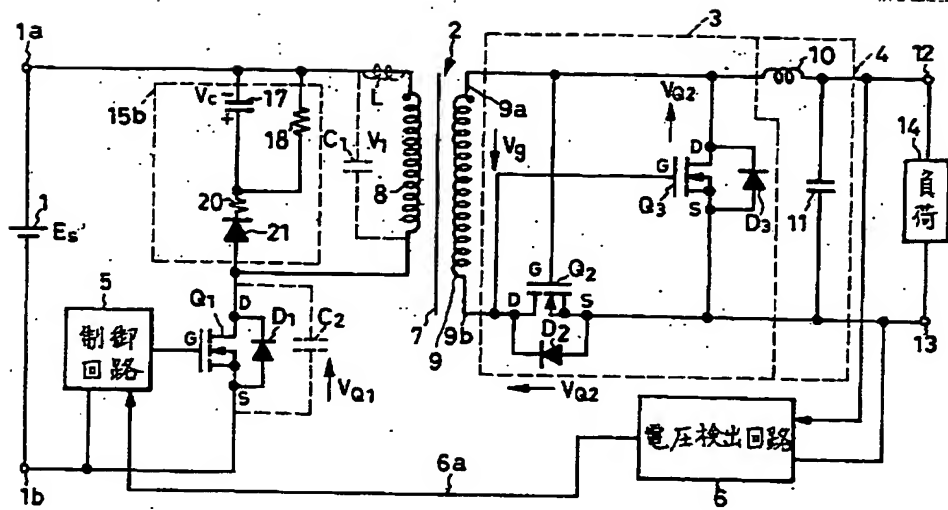 1a
2
3
4
12
15b
Vc
−
+
17
18
L
C1
V1
8
9a
Vg
VQ2
D
G
S
Q3
D3
10
11
14
負荷
20
21
1
Es
5
制御
回路
Q1
D
G
S
D1
C2
VQ1
7
9
9b
G
Q2
D
S
D2
VQ2
13
電圧検出回路
6
6a
1b